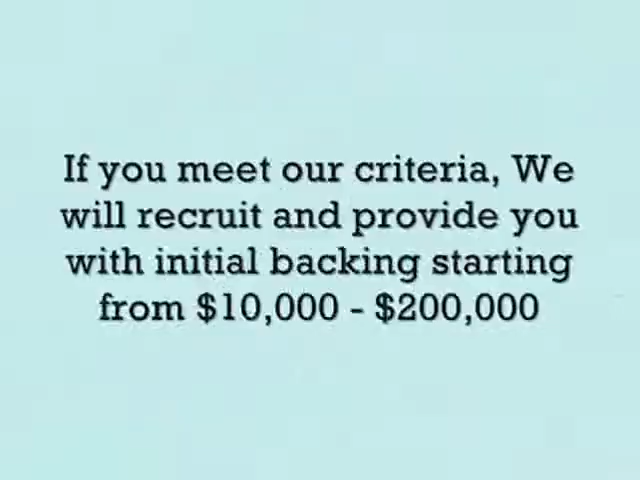 If you meet our criteria, We
will recruit and provide you
with initial backing starting
from $10,000 - $200,000